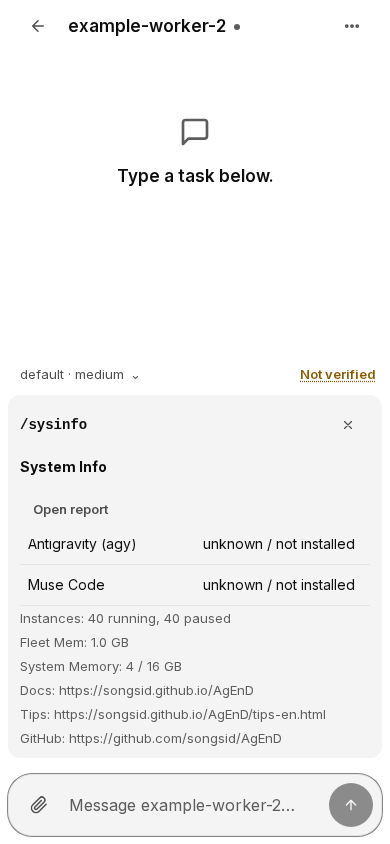 example-worker-2
Type a task below.
default · medium
Not verified
/sysinfo
System Info
Open report
Antigravity (agy) unknown / not installed
Muse Code unknown / not installed
Instances: 40 running, 40 paused
Fleet Mem: 1.0 GB
System Memory: 4 / 16 GB
Docs: https://songsid.github.io/AgEnD
Tips: https://songsid.github.io/AgEnD/tips-en.html
GitHub: https://github.com/songsid/AgEnD
Message example-worker-2...